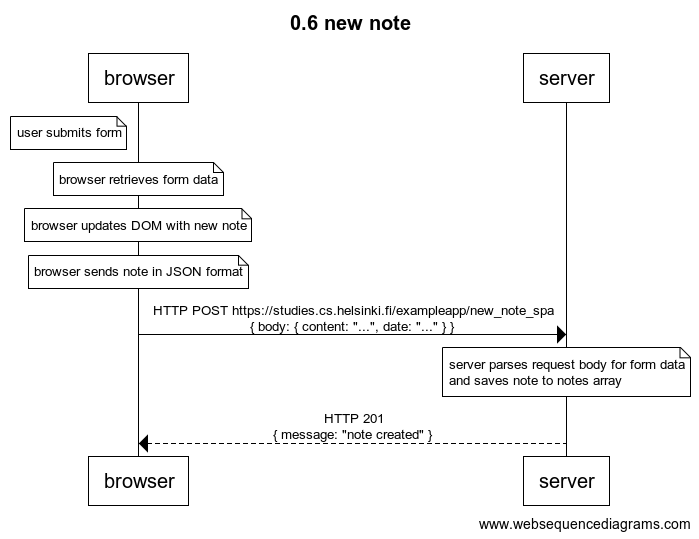 0.6 new note
browser
server
user submits form
browser retrieves form data
browser updates DOM with new note
browser sends note in JSON format
HTTP POST https://studies.cs.helsinki.fi/exampleapp/new_note_spa
{ body: { content: "...", date: "..." } }
server parses request body for form data
and saves note to notes array
HTTP 201
{ message: "note created" }
browser
server
www.websequencediagrams.com